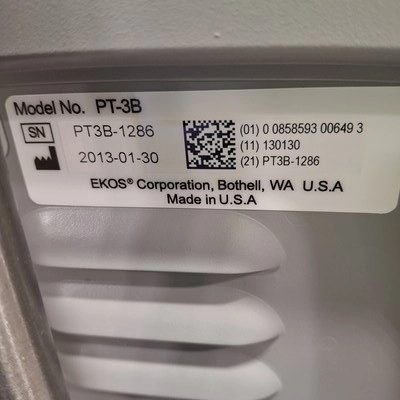 Model No. PT-3B
SN PT3B-1286
2013-01-30
(01) 0 0858593 00649 3
(11) 130130
(21) PT3B-1286
EKOS® Corporation, Bothell, WA U.S.A
Made in U.S.A